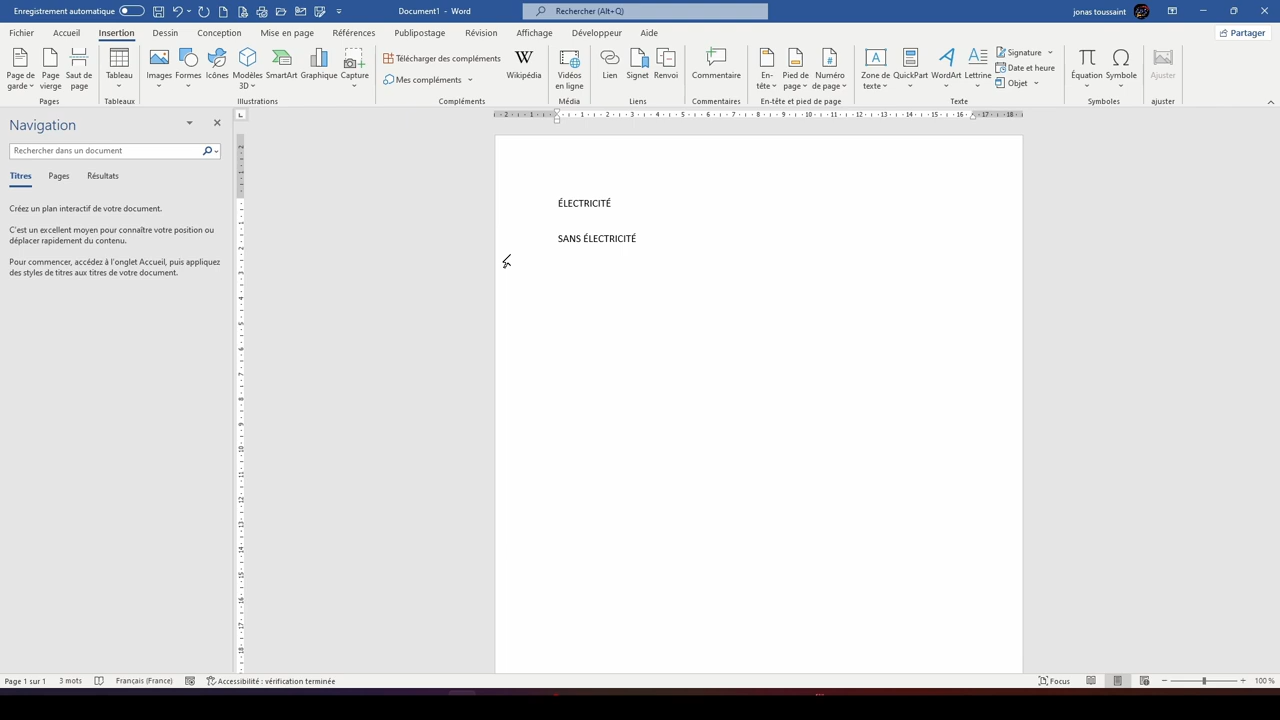 Enregistrement automatique Document1 - Word Rechercher (Alt+Q) jonas toussaint
Fichier Accueil Insertion Dessin Conception Mise en page Références Publipostage Révision Affichage Développeur Aide Partager
Page de garde Page vierge Saut de page Tableau Images Formes Icônes Modèles 3D SmartArt Graphique Capture Télécharger des compléments Mes compléments Wikipédia Vidéos en ligne Lien Signet Renvoi Commentaire En-tête Pied de page Numéro de page Zone de texte QuickPart WordArt Lettrine Signature Date et heure Objet Équation Symbole Ajuster
Pages Tableaux Illustrations Compléments Média Liens Commentaires En-tête et pied de page Texte Symboles ajuster
Navigation
Rechercher dans un document
Titres Pages Résultats
Créez un plan interactif de votre document.
C'est un excellent moyen pour connaître votre position ou
déplacer rapidement du contenu.
Pour commencer, accédez à l'onglet Accueil, puis appliquez
des styles de titres aux titres de votre document.
ÉLECTRICITÉ
SANS ÉLECTRICITÉ
Page 1 sur 1 3 mots Français (France) Accessibilité : vérification terminée Focus 100 %